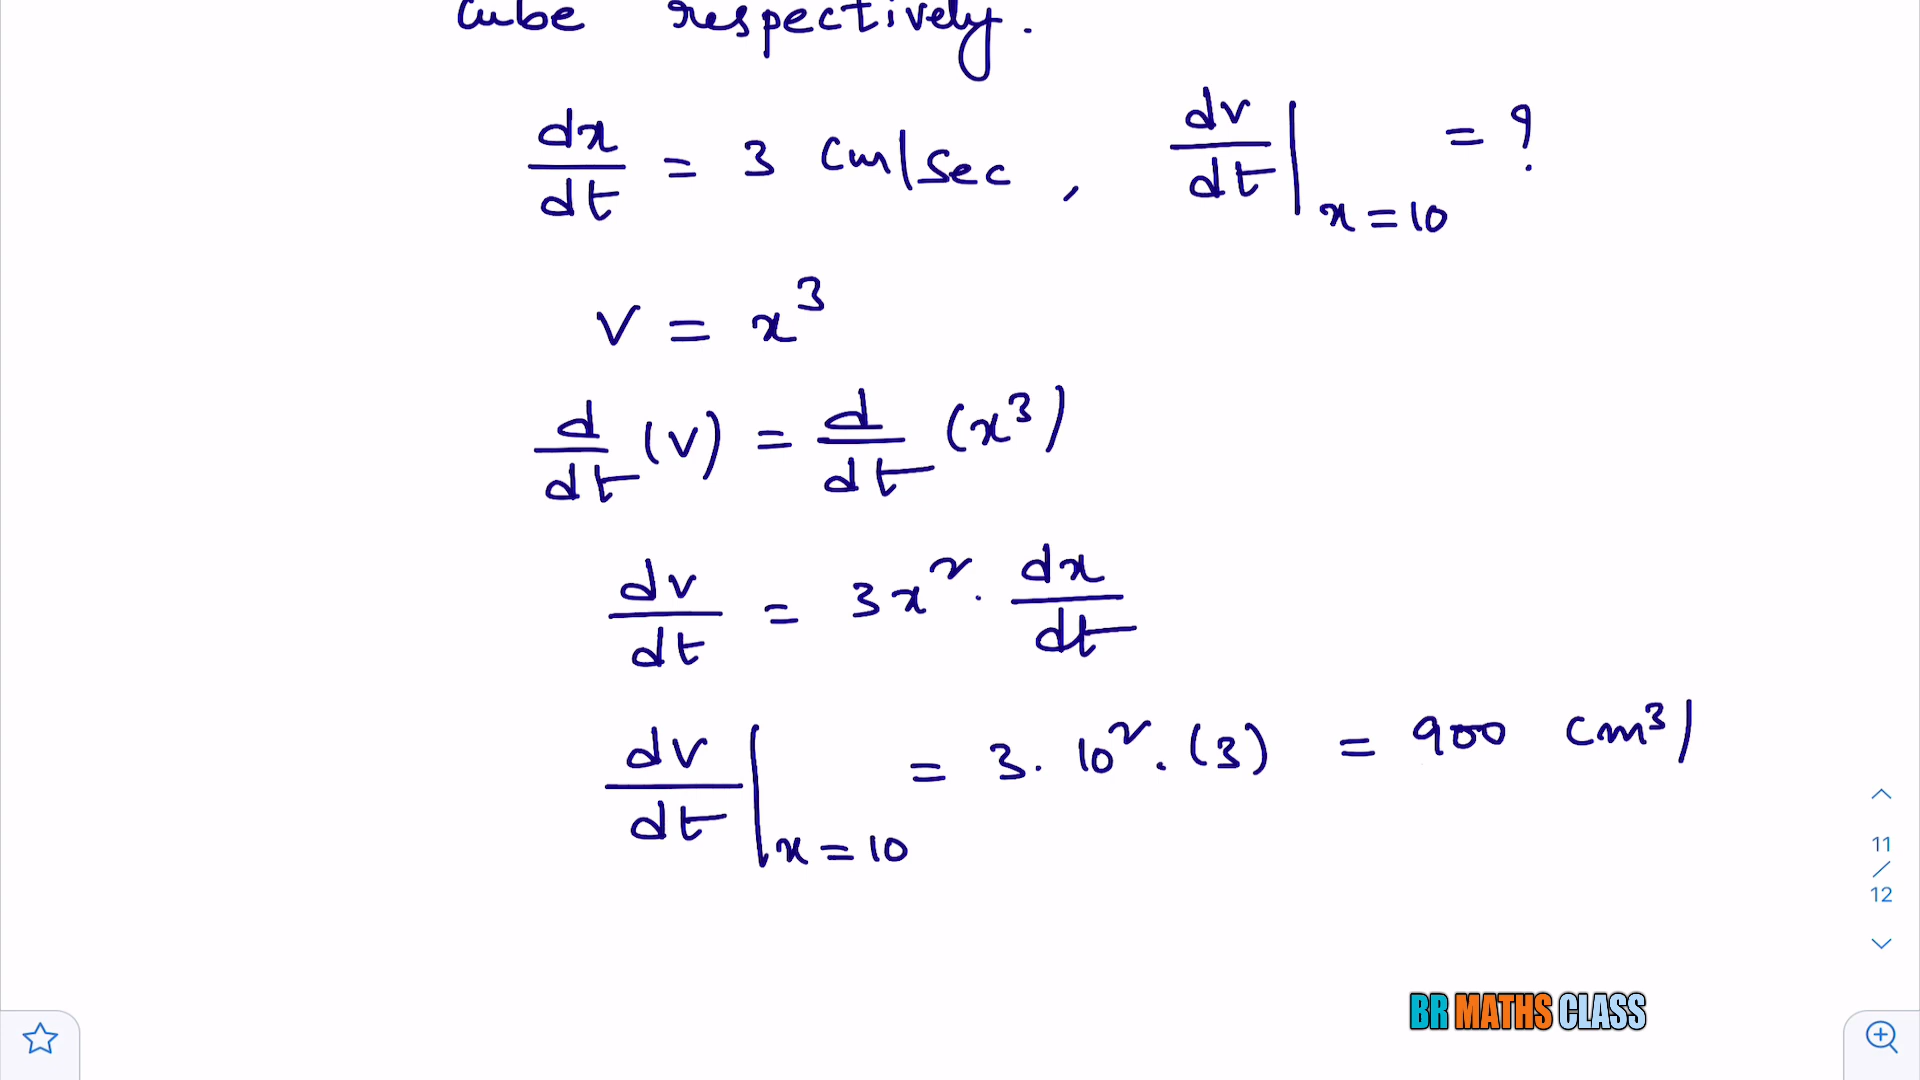 cube respectively.
dx/dt = 3 cm/sec , dv/dt|x=10 = ?
V = x³
d/dt (v) = d/dt (x³)
dv/dt = 3x² · dx/dt
dv/dt|x=10 = 3 · 10² · (3) = 900 cm³/
11
/
12
BR MATHS CLASS